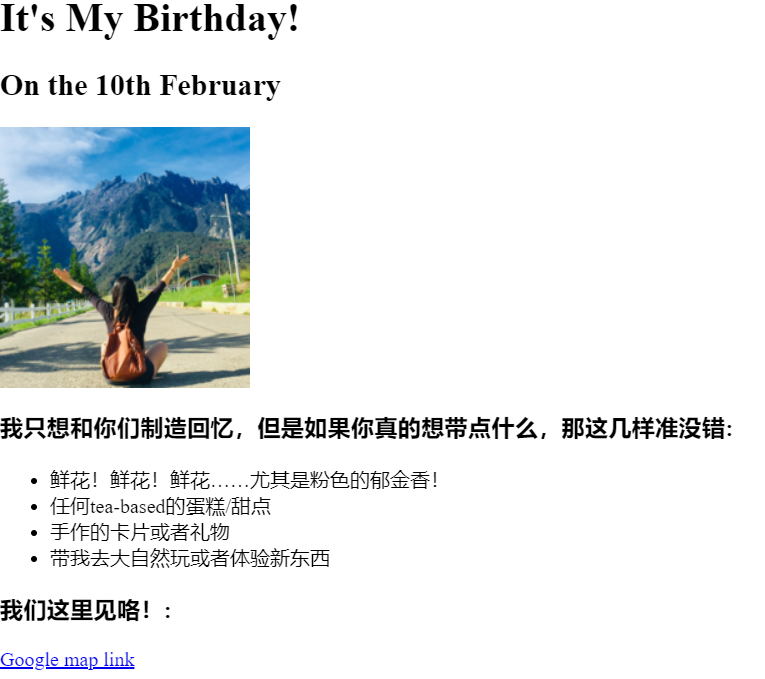 It's My Birthday!
On the 10th February
我只想和你们制造回忆，但是如果你真的想带点什么，那这几样准没错:
鲜花！鲜花！鲜花……尤其是粉色的郁金香！
任何tea-based的蛋糕/甜点
手作的卡片或者礼物
带我去大自然玩或者体验新东西
我们这里见咯！:
Google map link